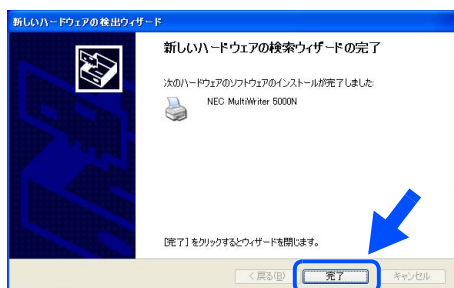 新しいハードウェアの検出ウィザード
新しいハードウェアの検索ウィザードの完了
次のハードウェアのソフトウェアのインストールが完了しました:
NEC MultiWriter 5000N
[完了] をクリックするとウィザードを閉じます。
< 戻る(B)
完了
キャンセル